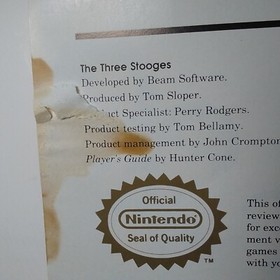 The Three Stooges
Developed by Beam Software.
Produced by Tom Sloper.
Specialist: Perry Rodgers.
Product testing by Tom Bellamy.
Product management by John Crompton
Player's Guide by Hunter Cone.
Official
Nintendo
Seal of Quality
TM
This of
review
for exce
ment v
games
with yo